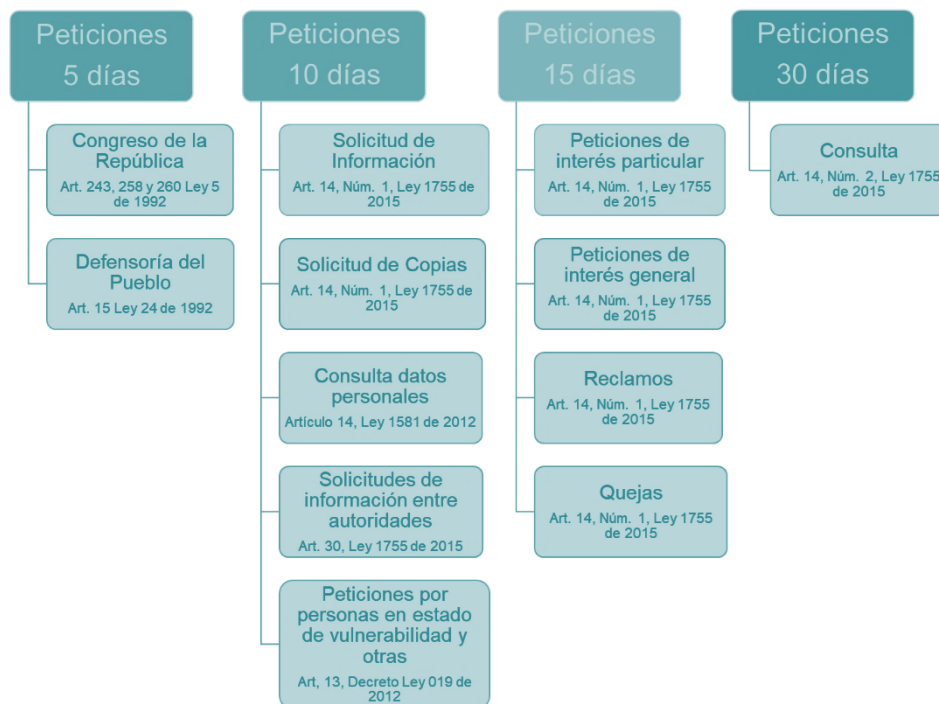 Peticiones
5 días
Congreso de la
República
Art. 243, 258 y 260 Ley 5
de 1992
Defensoría del
Pueblo
Art. 15 Ley 24 de 1992
Peticiones
10 días
Solicitud de
Información
Art. 14, Núm. 1, Ley 1755 de
2015
Solicitud de Copias
Art. 14, Núm. 1, Ley 1755 de
2015
Consulta datos
personales
Artículo 14, Ley 1581 de 2012
Solicitudes de
información entre
autoridades
Art. 30, Ley 1755 de 2015
Peticiones por
personas en estado
de vulnerabilidad y
otras
Art, 13, Decreto Ley 019 de
2012
Peticiones
15 días
Peticiones de
interés particular
Art. 14, Núm. 1, Ley 1755
de 2015
Peticiones de
interés general
Art. 14, Núm. 1, Ley 1755
de 2015
Reclamos
Art. 14, Núm. 1, Ley 1755
de 2015
Quejas
Art. 14, Núm. 1, Ley 1755
de 2015
Peticiones
30 días
Consulta
Art. 14, Núm. 2, Ley 1755
de 2015